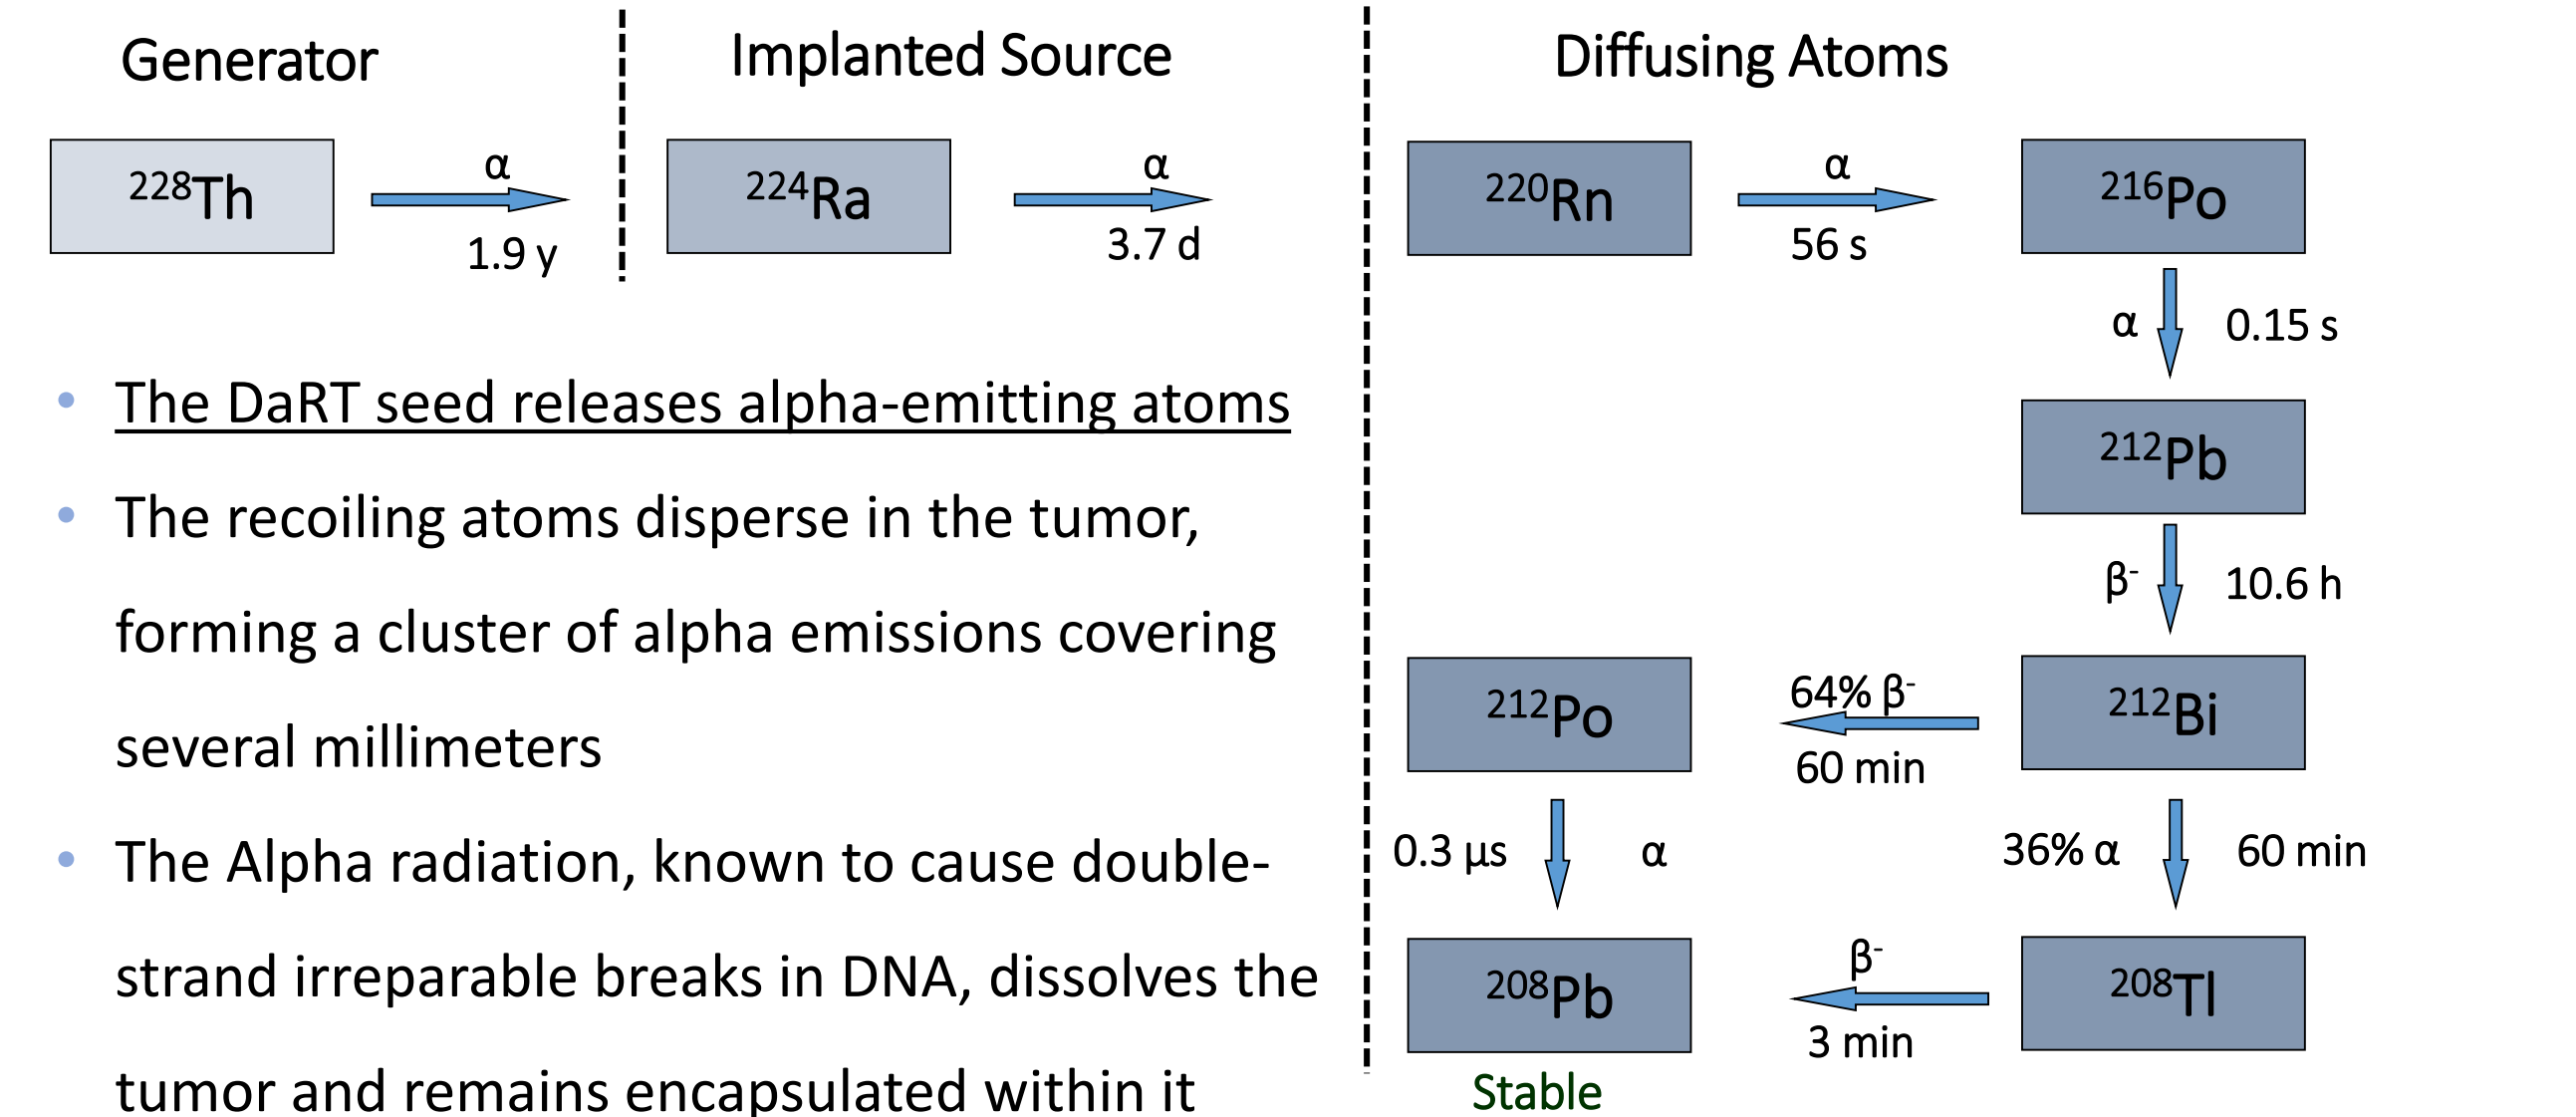 Generator
Implanted Source
Diffusing Atoms
²²⁸Th
α
1.9 y
²²⁴Ra
α
3.7 d
²²⁰Rn
α
56 s
²¹⁶Po
α
0.15 s
²¹²Pb
β⁻
10.6 h
²¹²Bi
64% β⁻
60 min
²¹²Po
36% α
60 min
0.3 µs
α
²⁰⁸Tl
β⁻
3 min
²⁰⁸Pb
Stable
• The DaRT seed releases alpha-emitting atoms
• The recoiling atoms disperse in the tumor,
forming a cluster of alpha emissions covering
several millimeters
• The Alpha radiation, known to cause double-
strand irreparable breaks in DNA, dissolves the
tumor and remains encapsulated within it